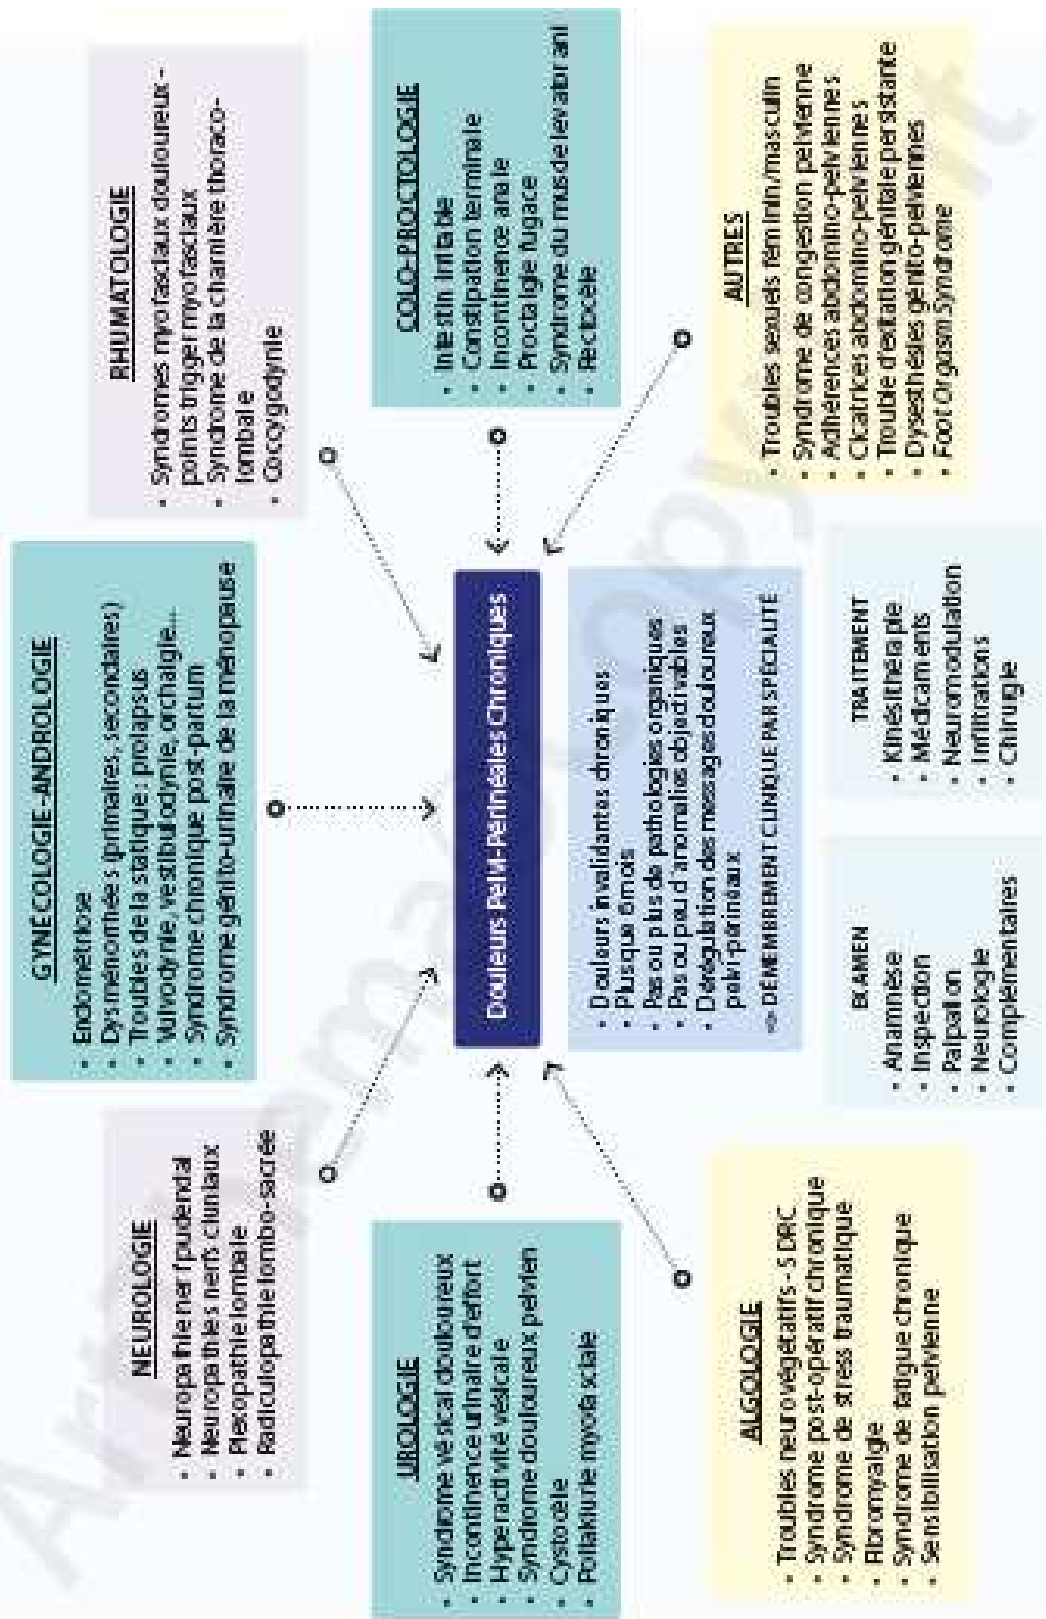 NEUROLOGIE
• Neuropathie nerf pudendal
• Neuropathies nerfs cluniaux
• Plexopathie lombale
• Radiculopathie lombo-sacrée
GYNECOLOGIE-ANDROLOGIE
• Endométriose
• Dysménorrhées (primaires, secondaires)
• Troubles de la statique : prolapsus
• Vulvodynie, vestibulodynie, orchalgie...
• Syndrome chronique post-partum
• Syndrome génito-urinaire de la ménopause
RHUMATOLOGIE
• Syndromes myofasciaux douloureux -
points trigger myofasciaux
• Syndrome de la charnière thoraco-
lombale
• Coccygodynie
UROLOGIE
• Syndrome vésical douloureux
• Incontinence urinaire d'effort
• Hyperactivité vésicale
• Syndrome douloureux pelvien
• Cystocèle
• Pollakiurie myofasciale
Douleurs Pelvi-Périnéales Chroniques
• Douleurs invalidantes chroniques :
• Plus que 6 mois
• Pas ou plus de pathologies organiques
• Pas ou peu d'anomalies objectivables
• Dérégulation des messages douloureux
pelvi-périnéaux
=> DÉMEMBREMENT CLINIQUE PAR SPÉCIALITÉ
COLO-PROCTOLOGIE
• Intestin irritable
• Constipation terminale
• Incontinence anale
• Proctalgie fugace
• Syndrome du muscle levator ani
• Rectocèle
ALGOLOGIE
• Troubles neurovégétatifs - SDRC
• Syndrome post-opératif chronique
• Syndrome de stress traumatique
• Fibromyalgie
• Syndrome de fatigue chronique
• Sensibilisation pelvienne
EXAMEN
• Anamnèse
• Inspection
• Palpation
• Neurologie
• Complémentaires
TRAITEMENT
• Kinésithérapie
• Médicaments
• Neuromodulation
• Infiltrations
• Chirurgie
AUTRES
• Troubles sexuels féminin/masculin
• Syndrome de congestion pelvienne
• Adhérences abdomino-pelviennes
• Cicatrices abdomino-pelviennes
• Trouble d'excitation génitale persistante
• Dysesthésies génito-pelviennes
• Foot Orgasm Syndrome